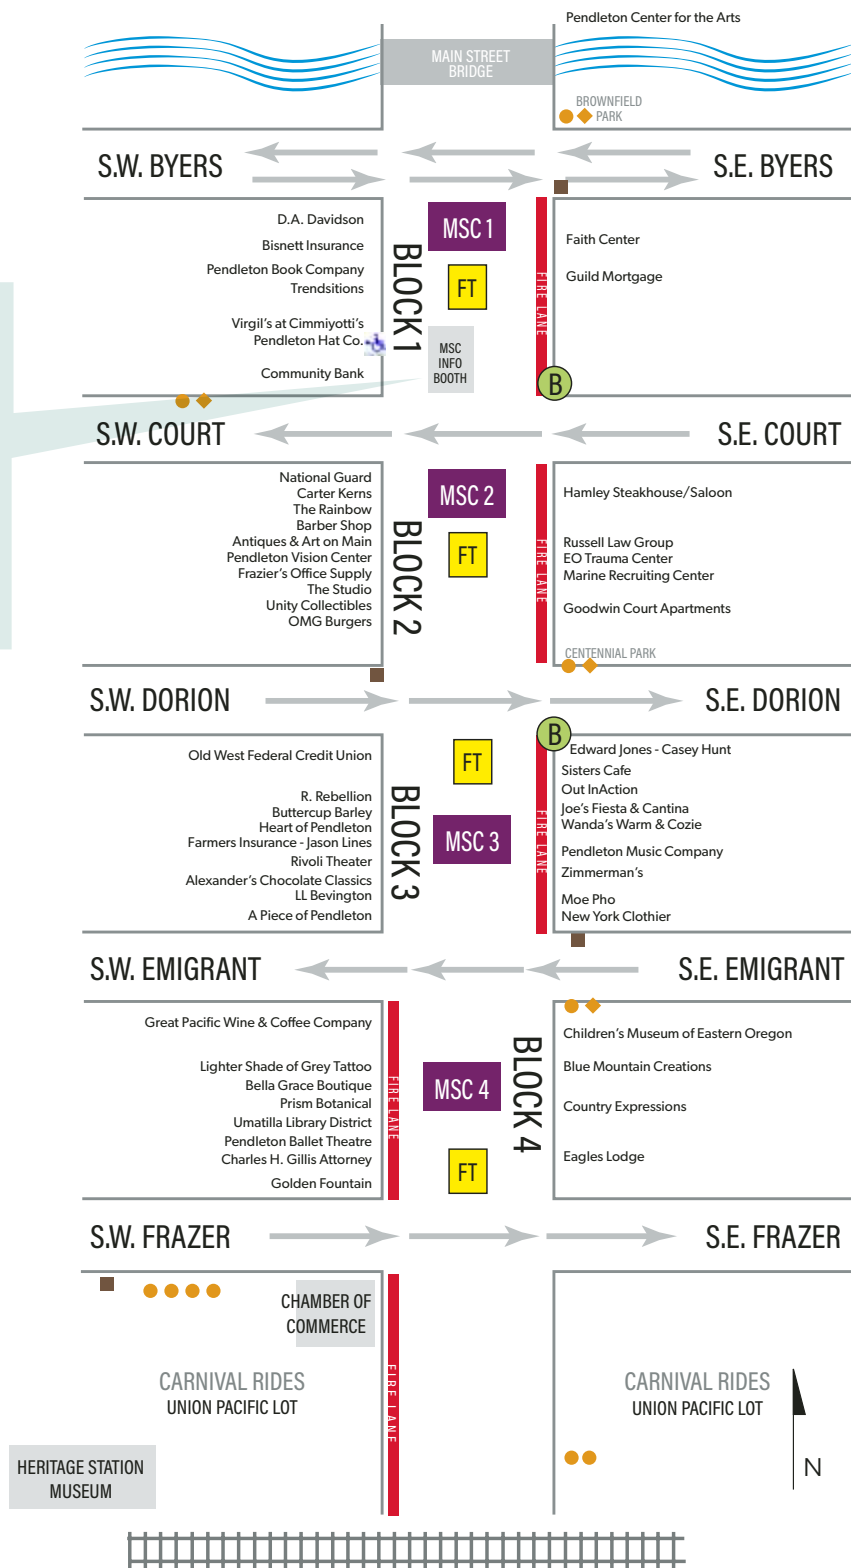 Pendleton Center for the Arts
MAIN STREET
BRIDGE
BROWNFIELD
PARK
S.W. BYERS
S.E. BYERS
D.A. Davidson
Bisnett Insurance
Pendleton Book Company
Trendsitions
Virgil's at Cimmiyotti's
Pendleton Hat Co.
Community Bank
BLOCK 1
MSC 1
FT
MSC
INFO
BOOTH
FIRE LANE
B
Faith Center
Guild Mortgage
S.W. COURT
S.E. COURT
National Guard
Carter Kerns
The Rainbow
Barber Shop
Antiques & Art on Main
Pendleton Vision Center
Frazier's Office Supply
The Studio
Unity Collectibles
OMG Burgers
BLOCK 2
MSC 2
FT
FIRE LANE
Hamley Steakhouse/Saloon
Russell Law Group
EO Trauma Center
Marine Recruiting Center
Goodwin Court Apartments
CENTENNIAL PARK
S.W. DORION
S.E. DORION
Old West Federal Credit Union
R. Rebellion
Buttercup Barley
Heart of Pendleton
Farmers Insurance - Jason Lines
Rivoli Theater
Alexander's Chocolate Classics
LL Bevington
A Piece of Pendleton
BLOCK 3
FT
MSC 3
FIRE LANE
B
Edward Jones - Casey Hunt
Sisters Cafe
Out InAction
Joe's Fiesta & Cantina
Wanda's Warm & Cozie
Pendleton Music Company
Zimmerman's
Moe Pho
New York Clothier
S.W. EMIGRANT
S.E. EMIGRANT
Great Pacific Wine & Coffee Company
Lighter Shade of Grey Tattoo
Bella Grace Boutique
Prism Botanical
Umatilla Library District
Pendleton Ballet Theatre
Charles H. Gillis Attorney
Golden Fountain
FIRE LANE
MSC 4
FT
BLOCK 4
Children's Museum of Eastern Oregon
Blue Mountain Creations
Country Expressions
Eagles Lodge
S.W. FRAZER
S.E. FRAZER
CHAMBER OF
COMMERCE
FIRE LANE
CARNIVAL RIDES
UNION PACIFIC LOT
CARNIVAL RIDES
UNION PACIFIC LOT
N
HERITAGE STATION
MUSEUM